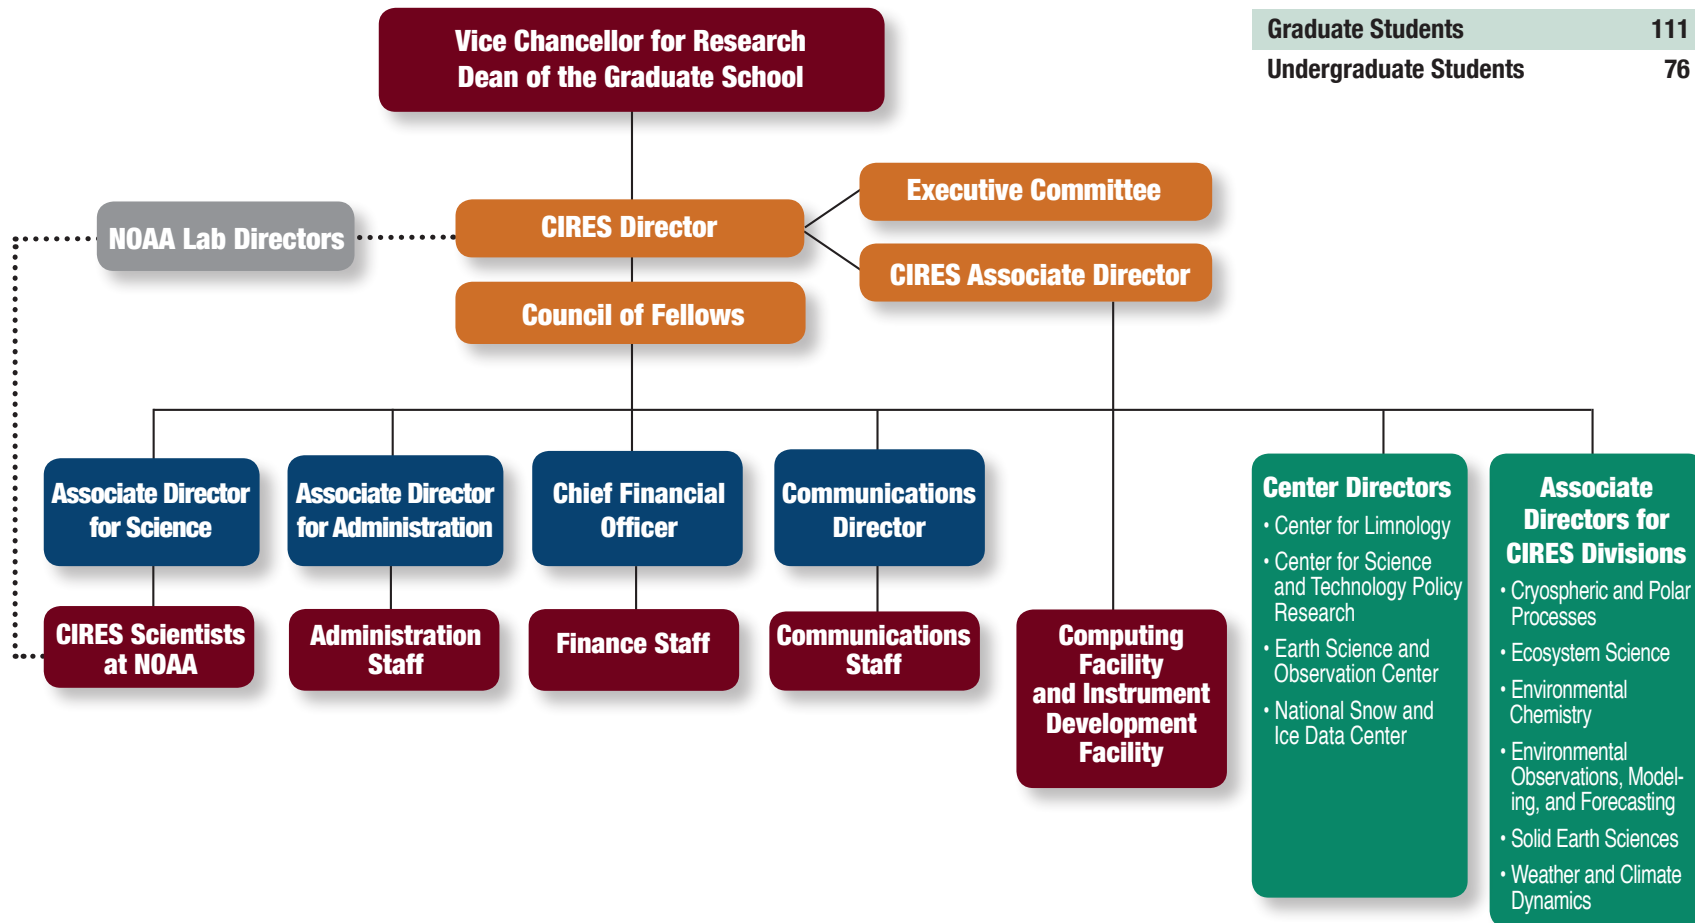 Vice Chancellor for Research
Dean of the Graduate School
Graduate Students 111
Undergraduate Students 76
Executive Committee
NOAA Lab Directors
CIRES Director
CIRES Associate Director
Council of Fellows
Associate Director
for Science
Associate Director
for Administration
Chief Financial
Officer
Communications
Director
CIRES Scientists
at NOAA
Administration
Staff
Finance Staff
Communications
Staff
Computing
Facility
and Instrument
Development
Facility
Center Directors
• Center for Limnology
• Center for Science
and Technology Policy
Research
• Earth Science and
Observation Center
• National Snow and
Ice Data Center
Associate
Directors for
CIRES Divisions
• Cryospheric and Polar
Processes
• Ecosystem Science
• Environmental
Chemistry
• Environmental
Observations, Model-
ing, and Forecasting
• Solid Earth Sciences
• Weather and Climate
Dynamics